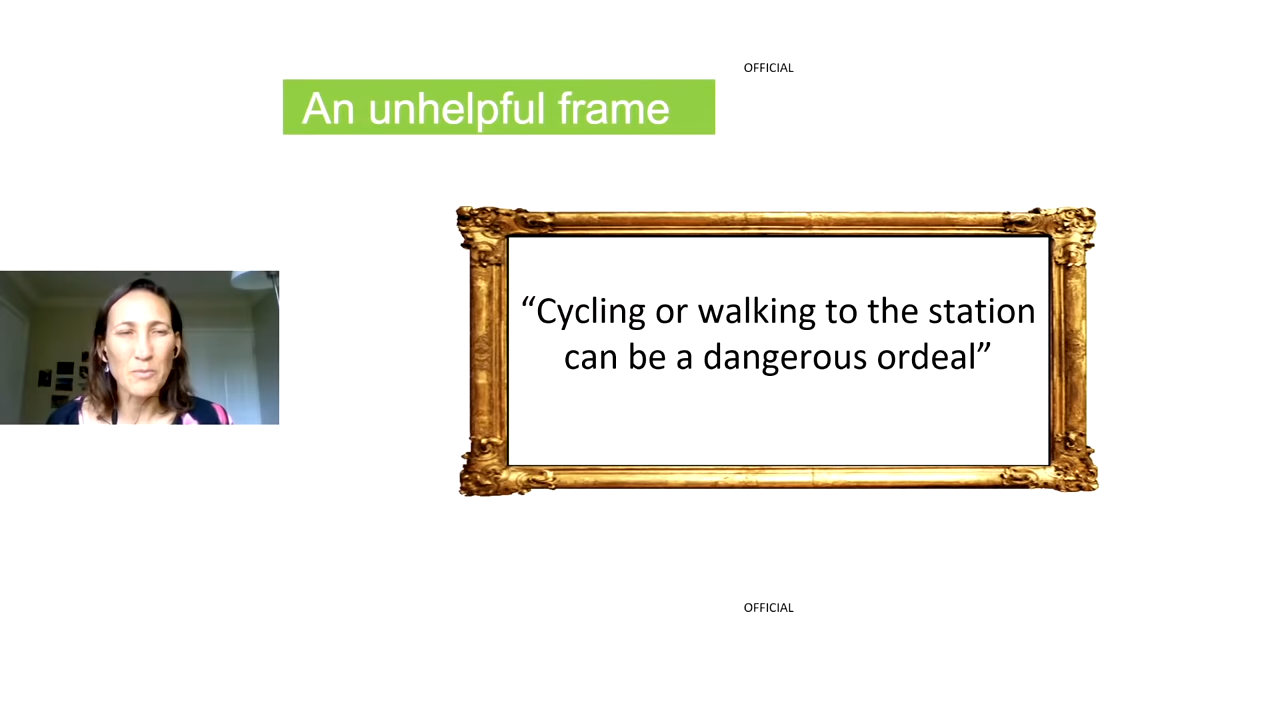 OFFICIAL
An unhelpful frame
“Cycling or walking to the station
can be a dangerous ordeal”
OFFICIAL